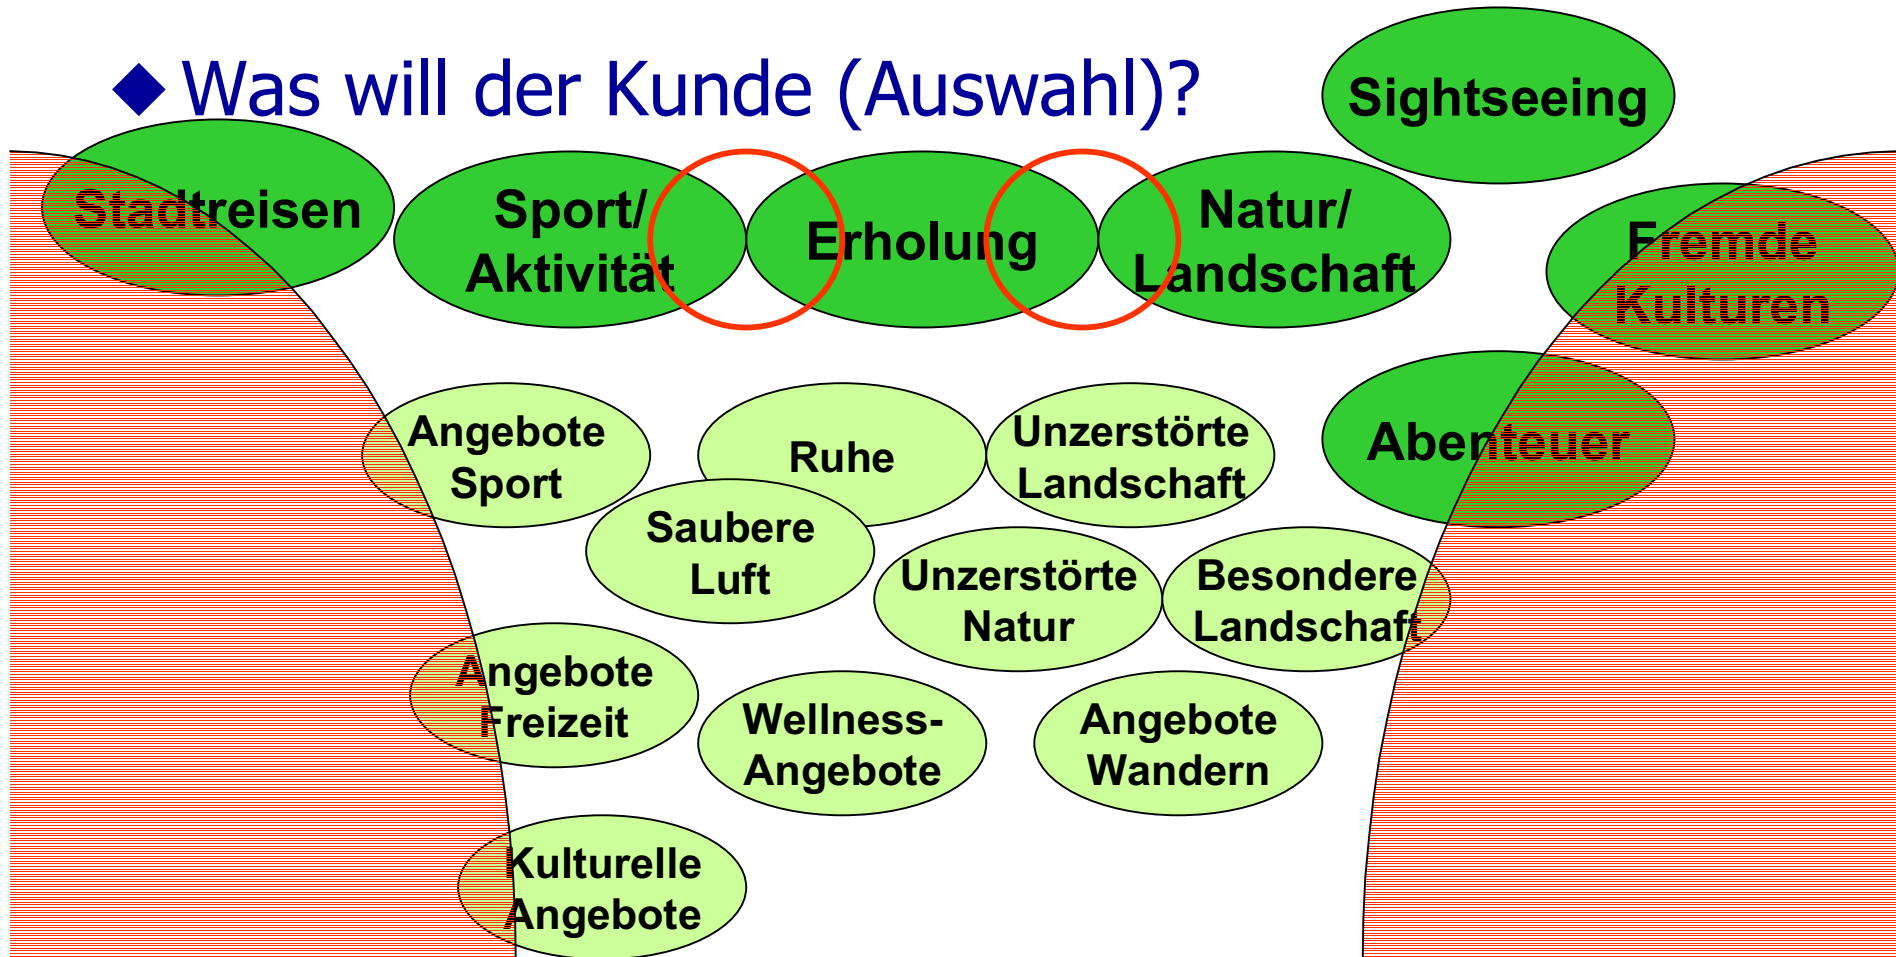 Was will der Kunde (Auswahl)?
Sightseeing
Stadtreisen
Sport/
Aktivität
Erholung
Natur/
Landschaft
Fremde
Kulturen
Angebote
Sport
Ruhe
Unzerstörte
Landschaft
Abenteuer
Saubere
Luft
Unzerstörte
Natur
Besondere
Landschaft
Angebote
Freizeit
Wellness-
Angebote
Angebote
Wandern
Kulturelle
Angebote